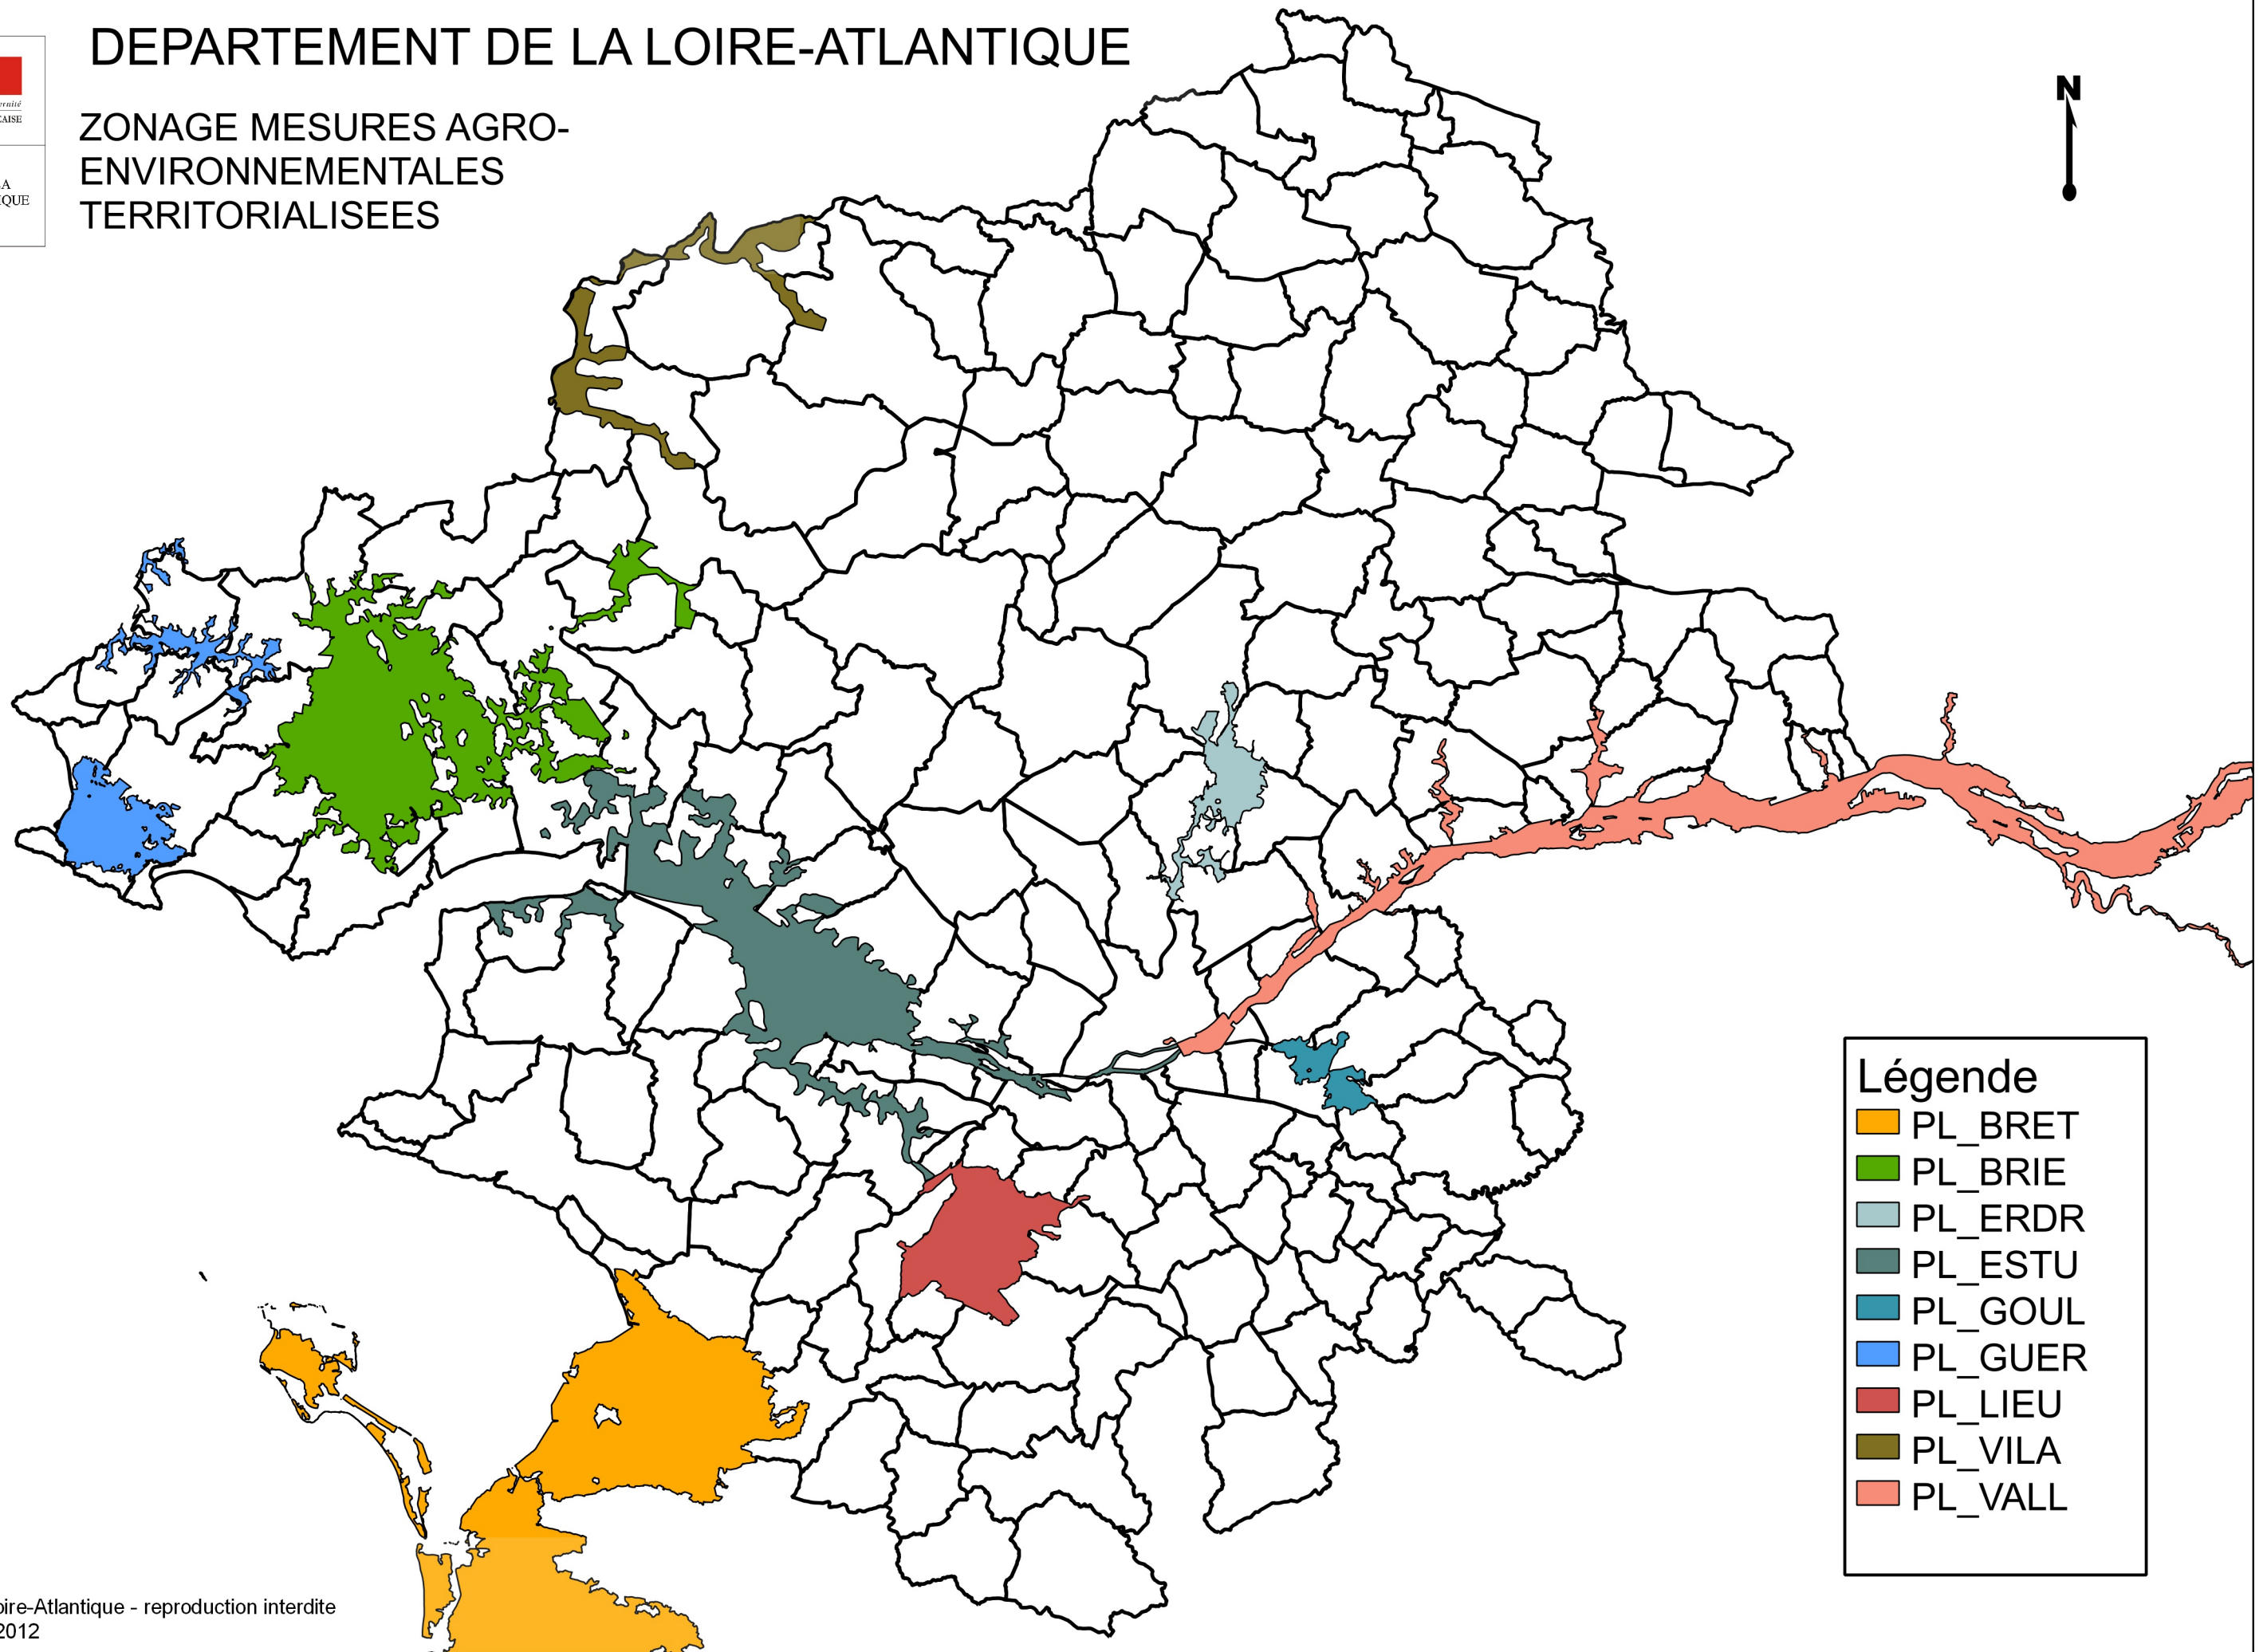 DEPARTEMENT DE LA LOIRE-ATLANTIQUE
ZONAGE MESURES AGRO-
ENVIRONNEMENTALES
TERRITORIALISEES
N
Légende
PL_BRET
PL_BRIE
PL_ERDR
PL_ESTU
PL_GOUL
PL_GUER
PL_LIEU
PL_VILA
PL_VALL
oire-Atlantique - reproduction interdite
2012